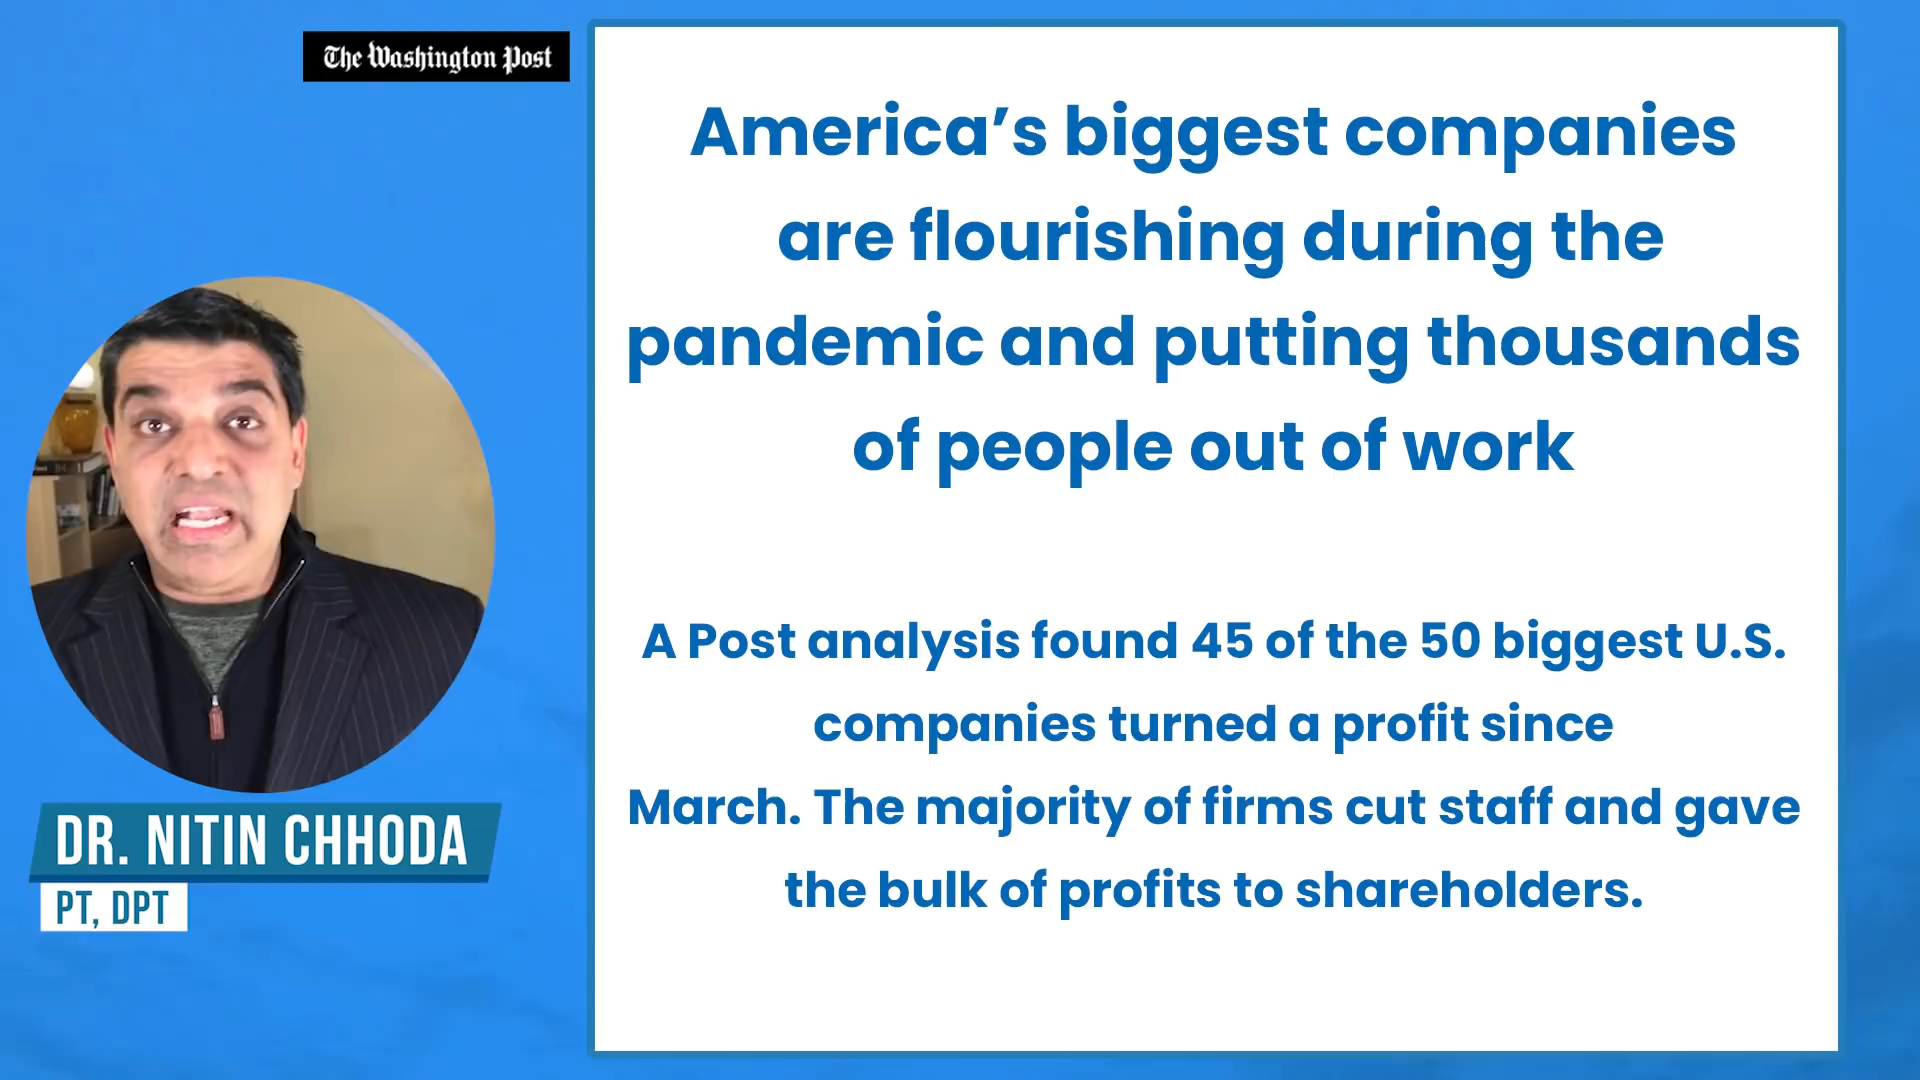 The Washington Post
America’s biggest companies
are flourishing during the
pandemic and putting thousands
of people out of work
A Post analysis found 45 of the 50 biggest U.S.
companies turned a profit since
March. The majority of firms cut staff and gave
the bulk of profits to shareholders.
DR. NITIN CHHODA
PT, DPT